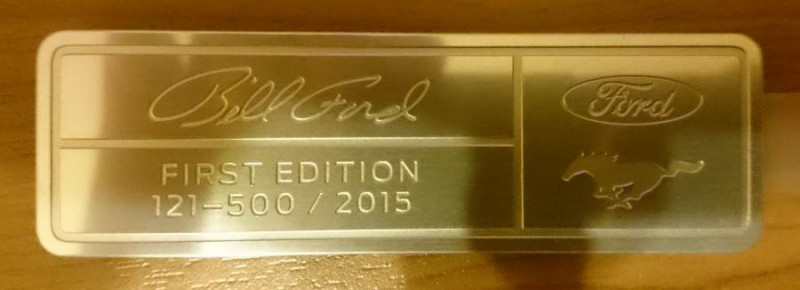 Bill Ford
Ford
FIRST EDITION
121–500 / 2015